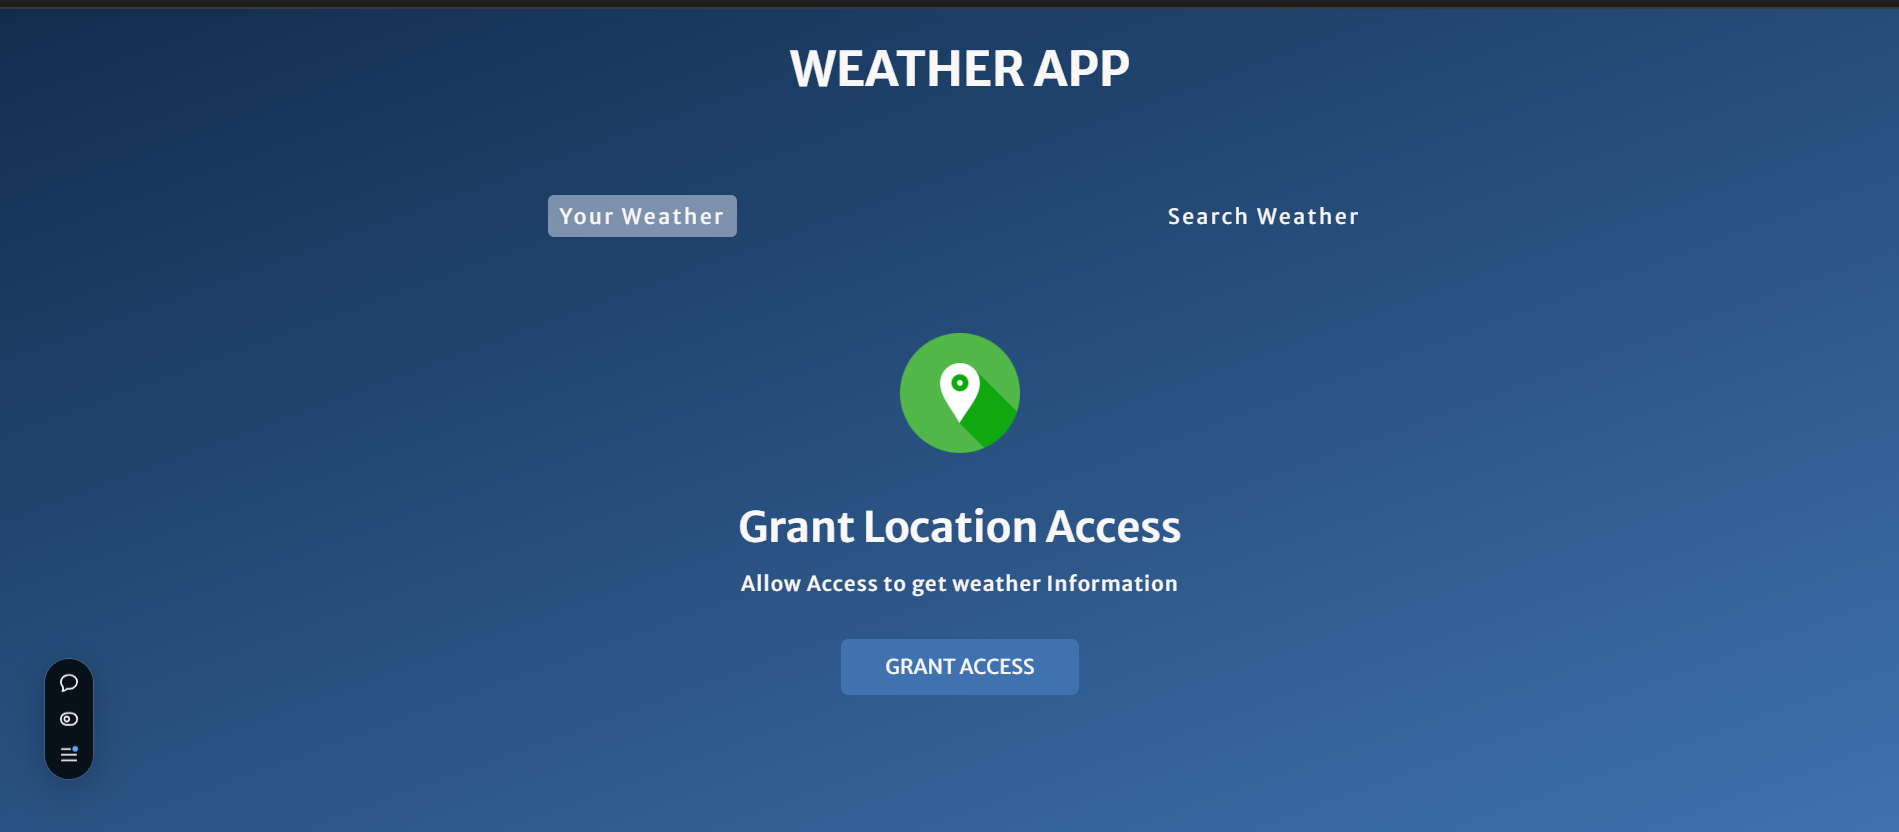 WEATHER APP
Your Weather
Search Weather
Grant Location Access
Allow Access to get weather Information
GRANT ACCESS